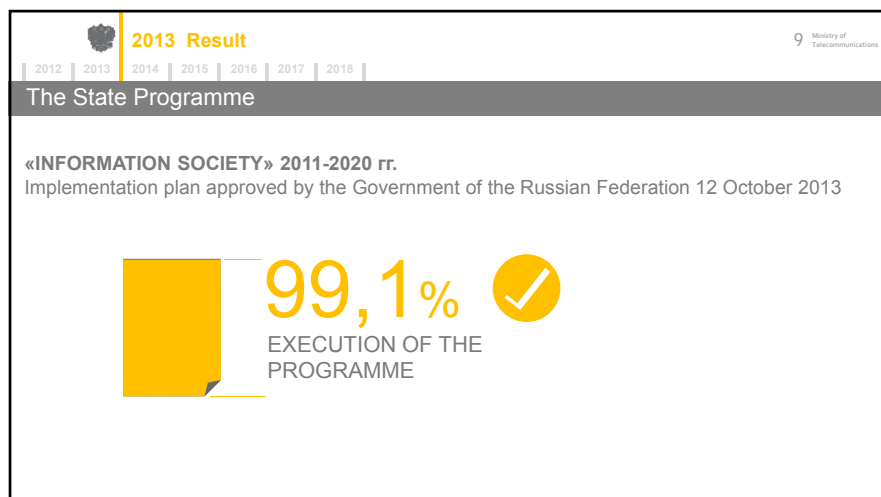 2013 Result
9 Ministry of
Telecommunications
2012 2013 2014 2015 2016 2017 2018
The State Programme
«INFORMATION SOCIETY» 2011-2020 гг.
Implementation plan approved by the Government of the Russian Federation 12 October 2013
99,1%
EXECUTION OF THE
PROGRAMME